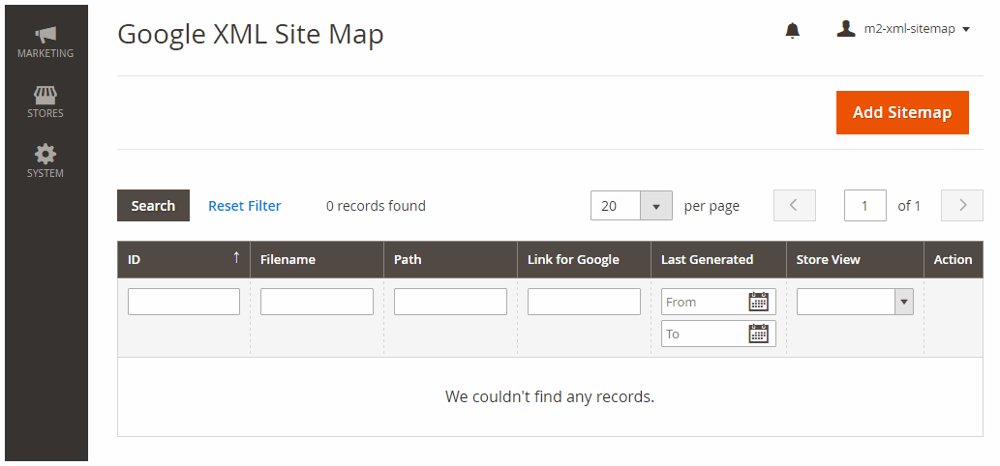 MARKETING
STORES
SYSTEM
Google XML Site Map
m2-xml-sitemap
Add Sitemap
Search Reset Filter 0 records found 20 per page 1 of 1
ID ↑ Filename Path Link for Google Last Generated Store View Action
From
To
We couldn't find any records.